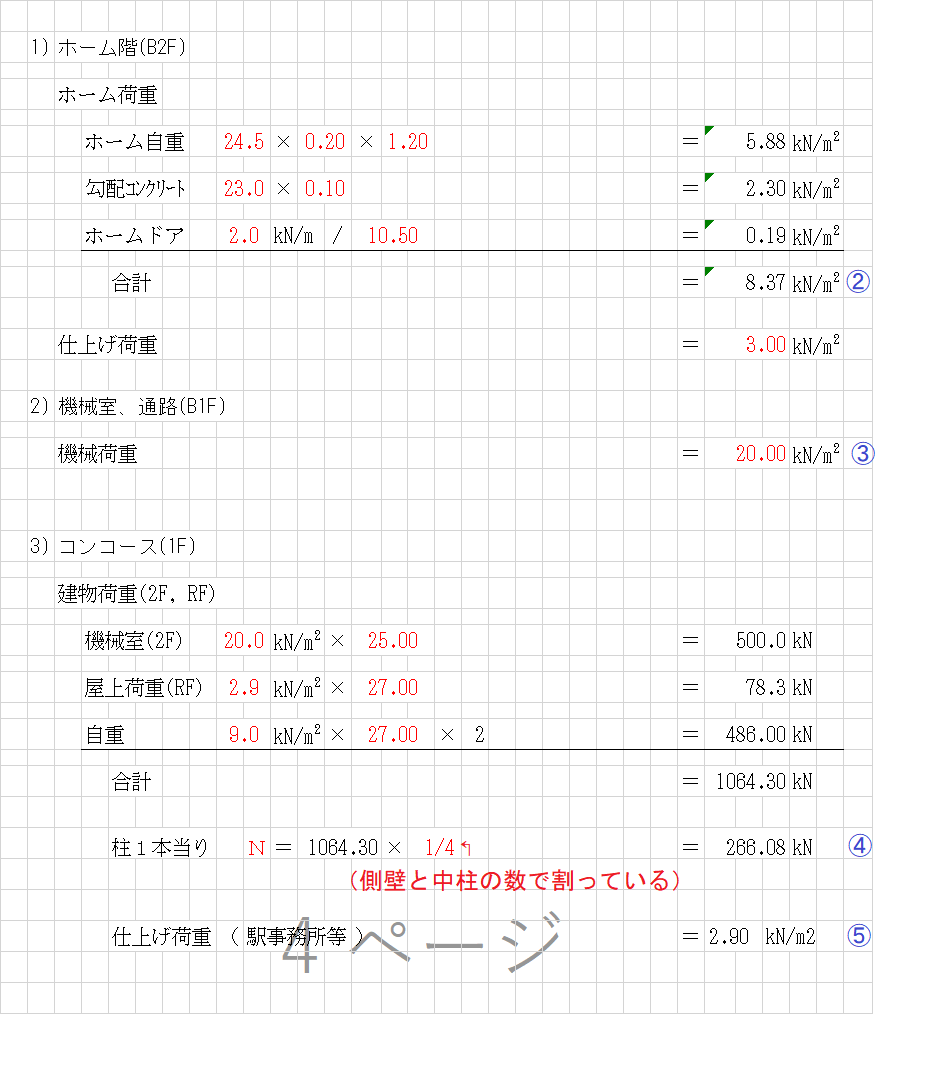 1) ホーム階(B2F)
ホーム荷重
ホーム自重 24.5 × 0.20 × 1.20 = 5.88 kN/m²
勾配ｺﾝｸﾘｰﾄ 23.0 × 0.10 = 2.30 kN/m²
ホームドア 2.0 kN/m / 10.50 = 0.19 kN/m²
合計 = 8.37 kN/m² ②
仕上げ荷重 = 3.00 kN/m²
2) 機械室、通路(B1F)
機械荷重 = 20.00 kN/m² ③
3) コンコース(1F)
建物荷重(2F, RF)
機械室(2F) 20.0 kN/m² × 25.00 = 500.0 kN
屋上荷重(RF) 2.9 kN/m² × 27.00 = 78.3 kN
自重 9.0 kN/m² × 27.00 × 2 = 486.00 kN
合計 = 1064.30 kN
柱１本当り Ｎ = 1064.30 × 1/4 ↰ = 266.08 kN ④
（側壁と中柱の数で割っている）
仕上げ荷重 （ 駅事務所等 ） = 2.90 kN/m2 ⑤
4 ページ